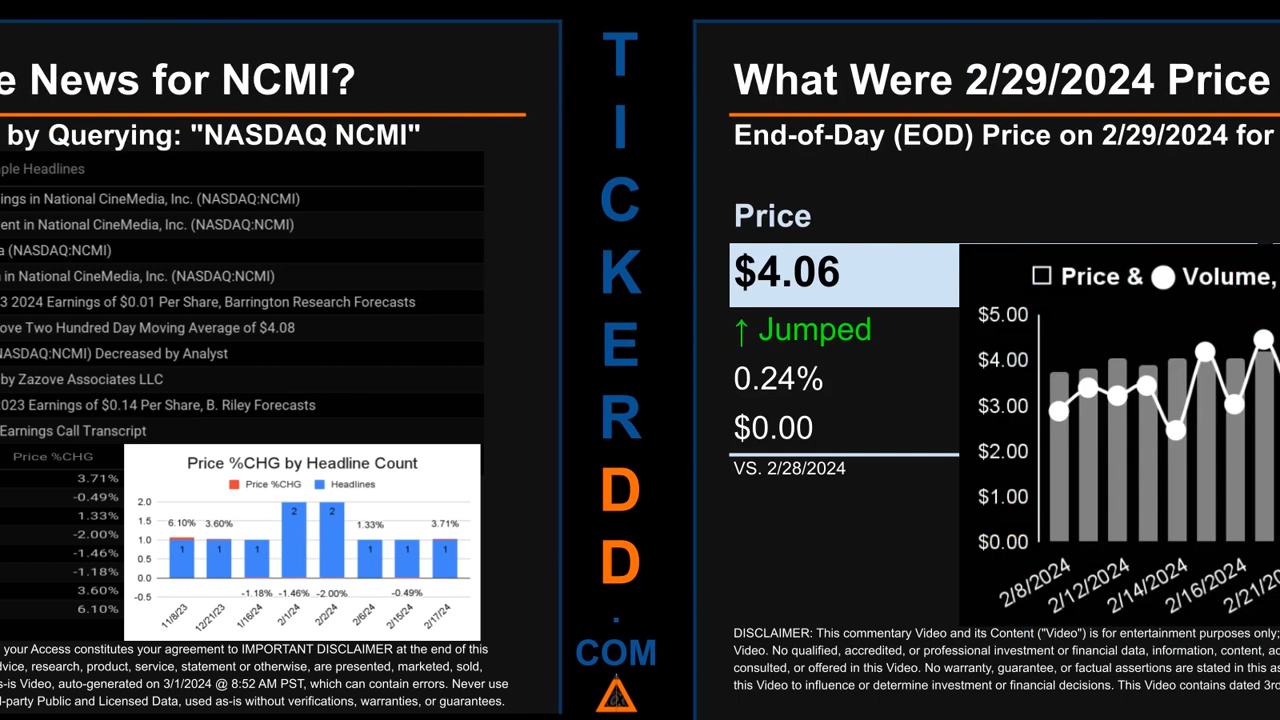 e News for NCMI?
by Querying: "NASDAQ NCMI"
ple Headlines
ings in National CineMedia, Inc. (NASDAQ:NCMI)
ent in National CineMedia, Inc. (NASDAQ:NCMI)
a (NASDAQ:NCMI)
in National CineMedia, Inc. (NASDAQ:NCMI)
3 2024 Earnings of $0.01 Per Share, Barrington Research Forecasts
ove Two Hundred Day Moving Average of $4.08
NASDAQ:NCMI) Decreased by Analyst
by Zazove Associates LLC
2023 Earnings of $0.14 Per Share, B. Riley Forecasts
Earnings Call Transcript
Price %CHG
3.71%
-0.49%
1.33%
-2.00%
-1.46%
-1.18%
3.60%
6.10%
Price %CHG by Headline Count
Price %CHG Headlines
2.0
1.5
1.0
0.5
0.0
-0.5
6.10% 3.60% 1.33% 3.71%
1 1 1 2 2 1 1 1
-1.18% -1.46% -2.00% -0.49%
11/8/23 12/21/23 1/16/24 2/1/24 2/2/24 2/6/24 2/15/24 2/17/24
your Access constitutes your agreement to IMPORTANT DISCLAIMER at the end of this
dvice, research, product, service, statement or otherwise, are presented, marketed, sold,
s-is Video, auto-generated on 3/1/2024 @ 8:52 AM PST, which can contain errors. Never use
d-party Public and Licensed Data, used as-is without verifications, warranties, or guarantees.
T
I
C
K
E
R
D
D
.
COM
What Were 2/29/2024 Price
End-of-Day (EOD) Price on 2/29/2024 for
Price
$4.06
↑ Jumped
0.24%
$0.00
VS. 2/28/2024
Price & Volume,
$5.00
$4.00
$3.00
$2.00
$1.00
$0.00
2/8/2024 2/12/2024 2/14/2024 2/16/2024 2/21/20
DISCLAIMER: This commentary Video and its Content ("Video") is for entertainment purposes only;
Video. No qualified, accredited, or professional investment or financial data, information, content, ad
consulted, or offered in this Video. No warranty, guarantee, or factual assertions are stated in this as
this Video to influence or determine investment or financial decisions. This Video contains dated 3rd